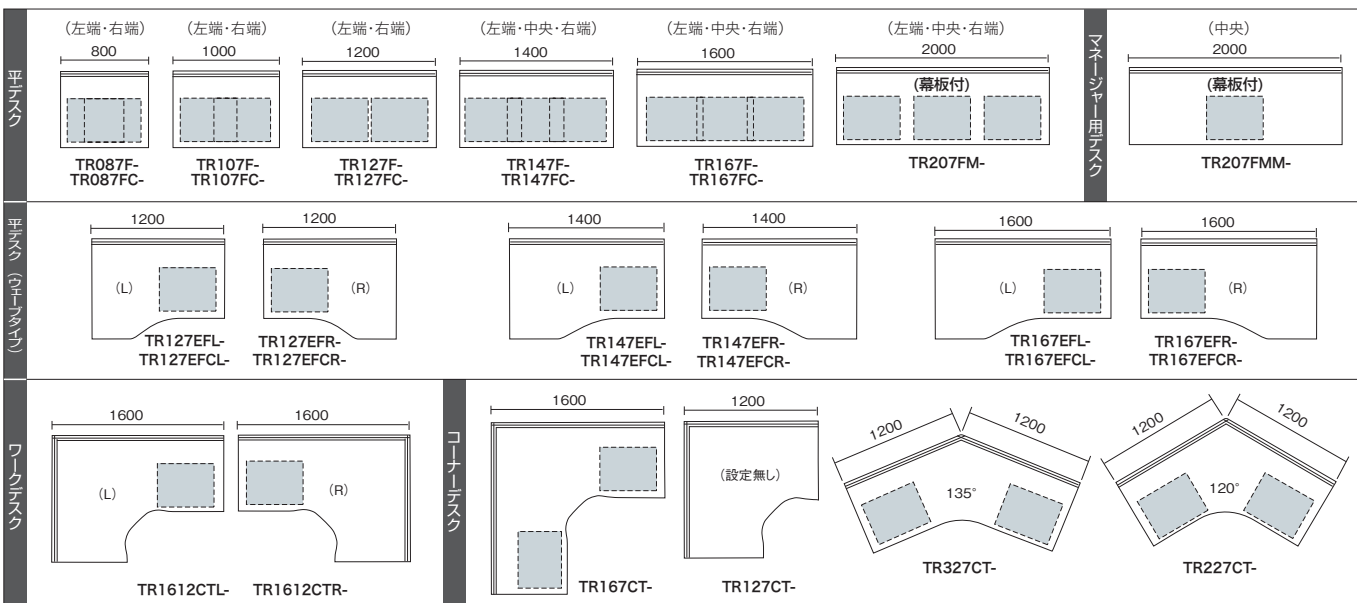 平デスク
(左端・右端)
800
TR087F-
TR087FC-
(左端・右端)
1000
TR107F-
TR107FC-
(左端・右端)
1200
TR127F-
TR127FC-
(左端・中央・右端)
1400
TR147F-
TR147FC-
(左端・中央・右端)
1600
TR167F-
TR167FC-
(左端・中央・右端)
2000
(幕板付)
TR207FM-
マネージャー用デスク
(中央)
2000
(幕板付)
TR207FMM-
平デスク (ウェーブタイプ)
1200
(L)
TR127EFL-
TR127EFCL-
1200
(R)
TR127EFR-
TR127EFCR-
1400
(L)
TR147EFL-
TR147EFCL-
1400
(R)
TR147EFR-
TR147EFCR-
1600
(L)
TR167EFL-
TR167EFCL-
1600
(R)
TR167EFR-
TR167EFCR-
ワークデスク
1600
(L)
TR1612CTL-
1600
(R)
TR1612CTR-
コーナーデスク
1600
TR167CT-
1200
(設定無し)
TR127CT-
1200
1200
135°
TR327CT-
1200
1200
120°
TR227CT-